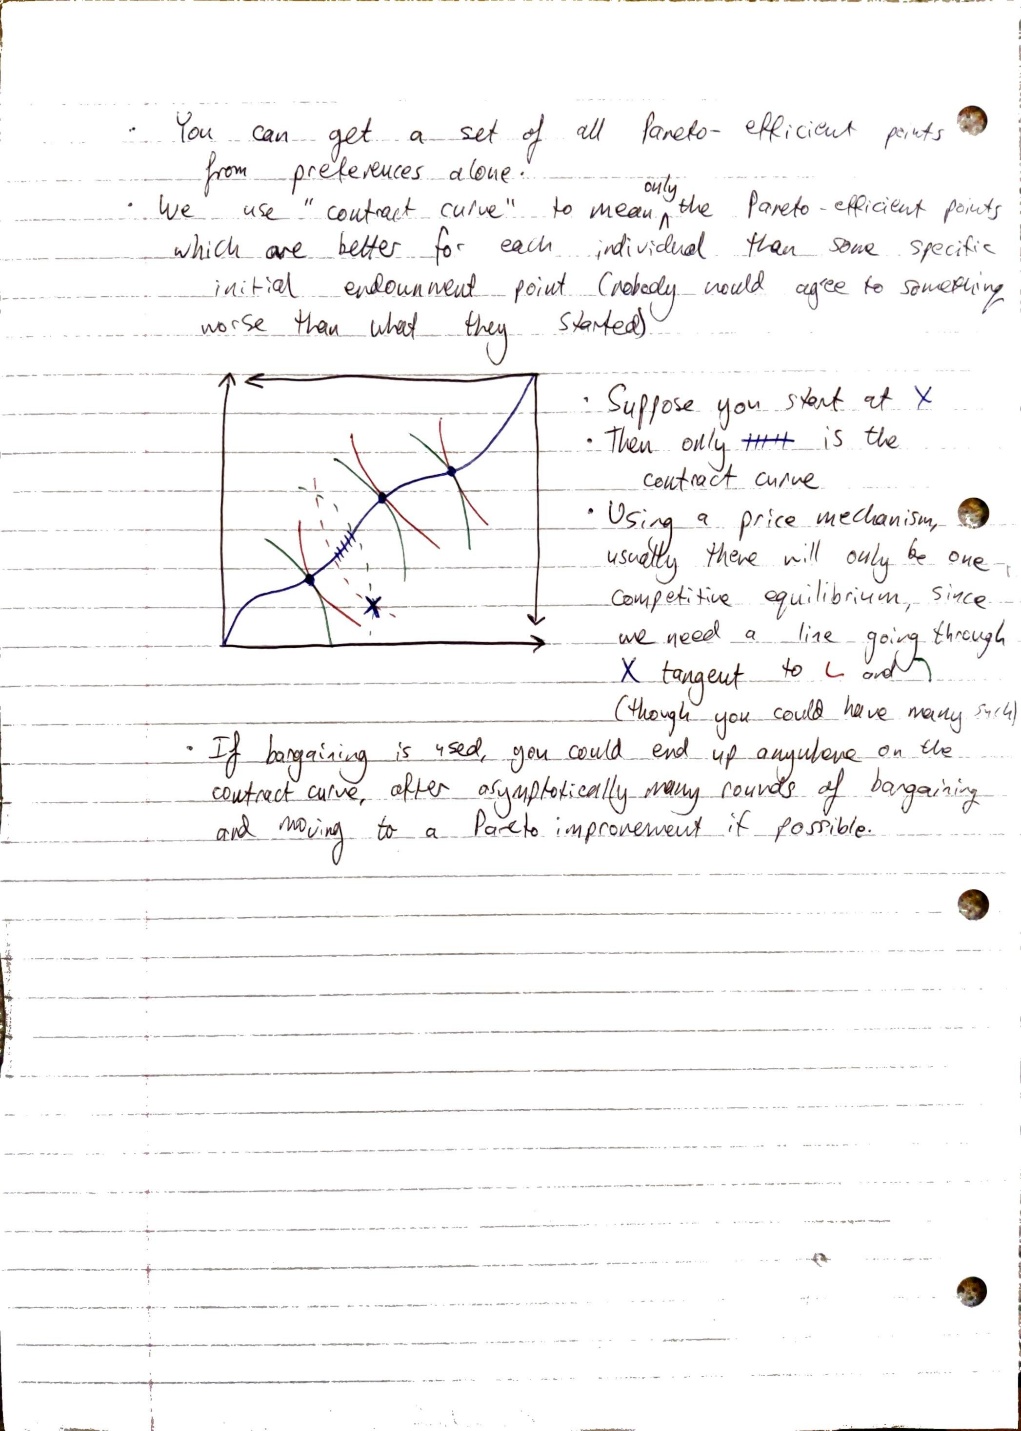 · You can get a set of all Pareto-efficient points
from preferences alone.
· We use "contract curve" to mean only the Pareto-efficient points
which are better for each individual than some specific
initial endownment point (nobody would agree to something
worse than what they started)
· Suppose you start at X
· Then only is the
contract curve
· Using a price mechanism,
usually there will only be one
competitive equilibrium, since
we need a line going through
X tangent to and
(though you could have many such)
· If bargaining is used, you could end up anywhere on the
contract curve, after asymptotically many rounds of bargaining
and moving to a Pareto improvement if possible.